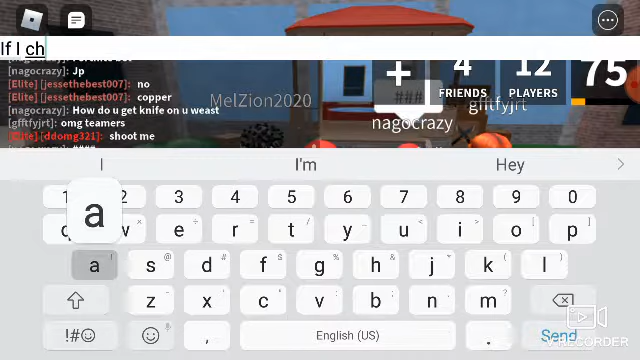 If I ch
[nagocrazy]: Jp
[Elite] [jessethebest007]: no
[Elite] [jessethebest007]: copper
[nagocrazy]: How do u get knife on u weast
[gfftfyjrt]: omg teamers
[Elite] [ddomg321]: shoot me
MelZion2020
###
gfftfyjrt
nagocrazy
+
4
FRIENDS
12
PLAYERS
75
I I'm Hey
1 2 3 4 5 6 7 8 9 0
q w e r t y u i o p
a
a s d f g h j k l
z x c v b n m
!#☺ , English (US) . Send
V RECORDER